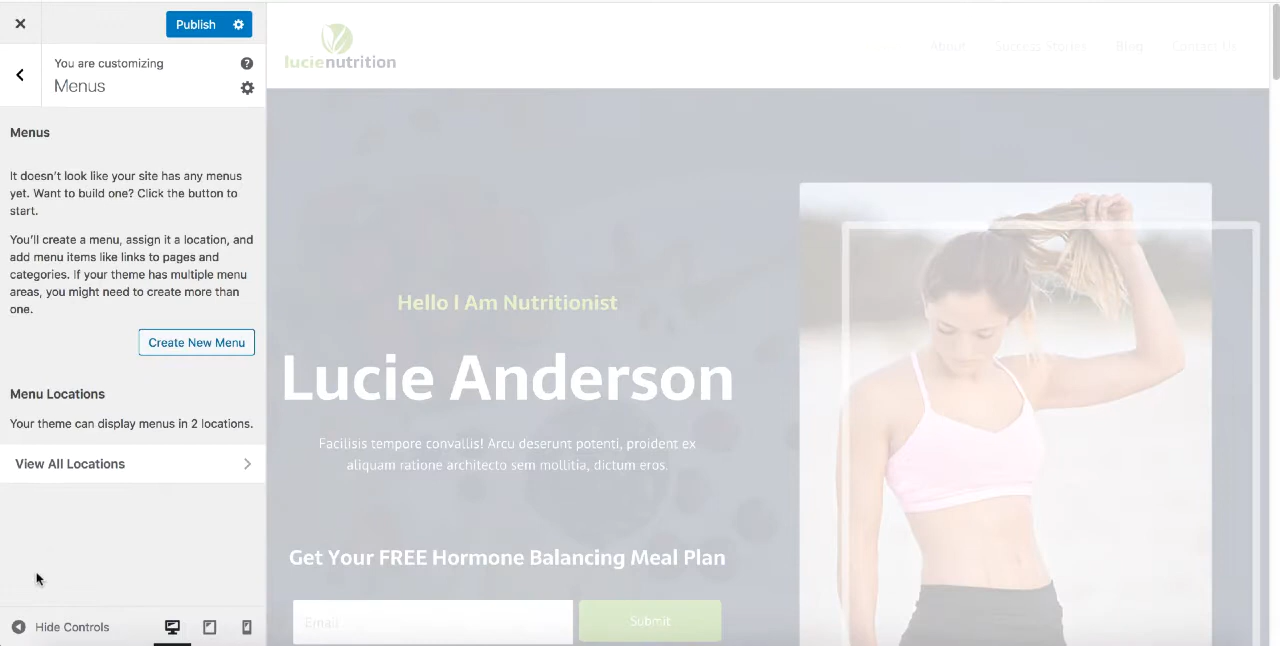 Publish
You are customizing
Menus
Menus
It doesn't look like your site has any menus
yet. Want to build one? Click the button to
start.
You'll create a menu, assign it a location, and
add menu items like links to pages and
categories. If your theme has multiple menu
areas, you might need to create more than
one.
Create New Menu
Menu Locations
Your theme can display menus in 2 locations.
View All Locations
Hide Controls
lucienutrition
About Success Stories Blog Contact Us
Hello I Am Nutritionist
Lucie Anderson
Facilisis tempore convallis! Arcu deserunt potenti, proident ex
aliquam ratione architecto sem mollitia, dictum eros.
Get Your FREE Hormone Balancing Meal Plan
Email
Submit